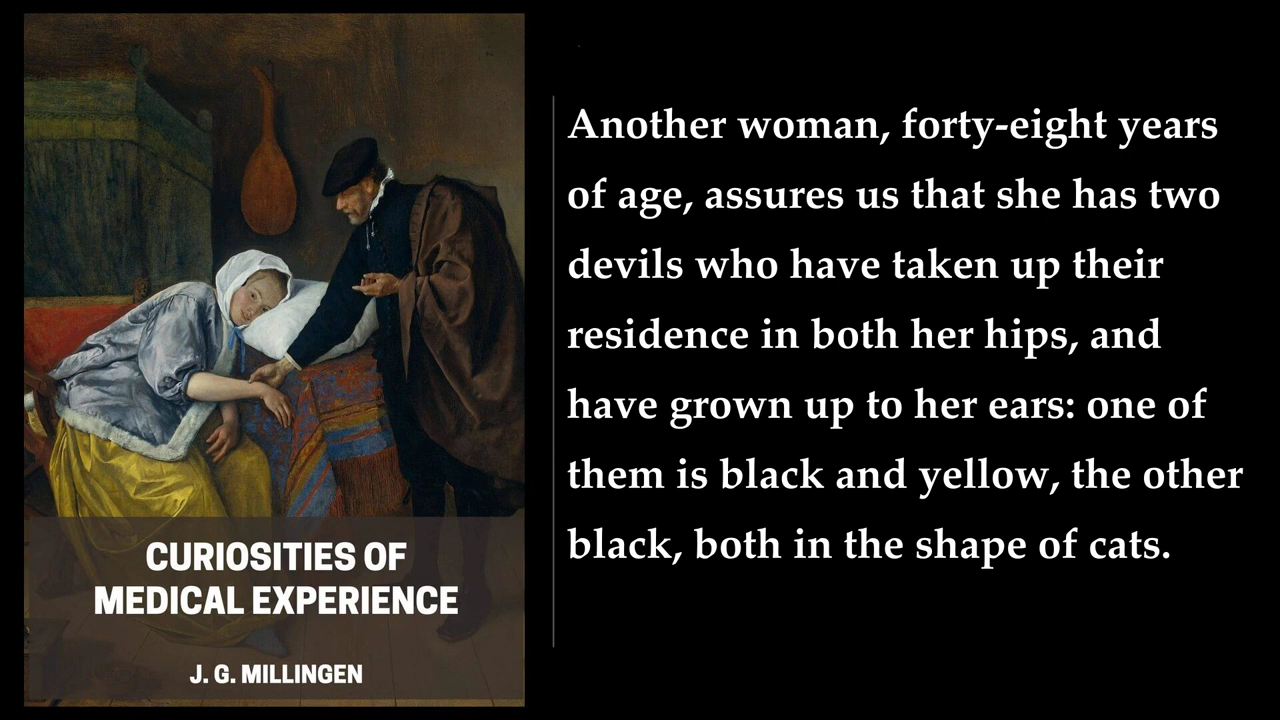 CURIOSITIES OF
MEDICAL EXPERIENCE
J. G. MILLINGEN
Another woman, forty-eight years
of age, assures us that she has two
devils who have taken up their
residence in both her hips, and
have grown up to her ears: one of
them is black and yellow, the other
black, both in the shape of cats.